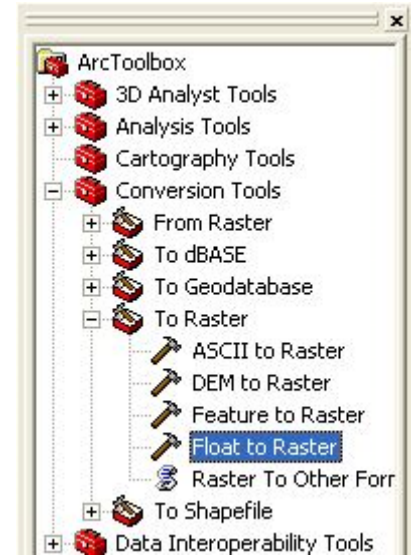 ArcToolbox
3D Analyst Tools
Analysis Tools
Cartography Tools
Conversion Tools
From Raster
To dBASE
To Geodatabase
To Raster
ASCII to Raster
DEM to Raster
Feature to Raster
Float to Raster
Raster To Other Forr
To Shapefile
Data Interoperability Tools